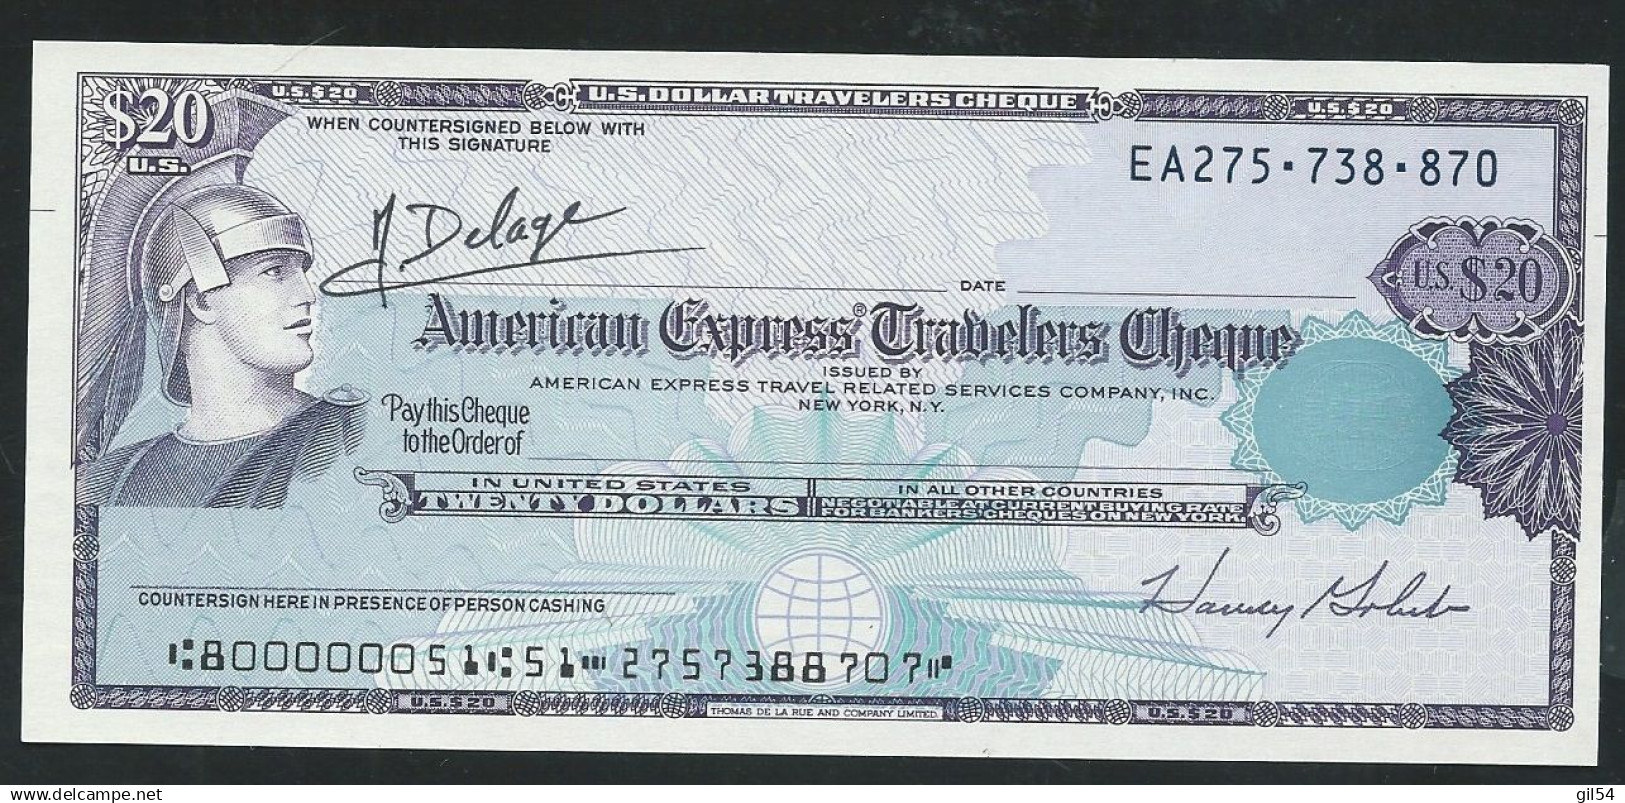 U.S.$20 U.S. DOLLAR TRAVELERS CHEQUE U.S.$20
$20
U.S.
WHEN COUNTERSIGNED BELOW WITH
THIS SIGNATURE
EA275·738·870
J. Delage
U.S. $20
DATE
American Express® Travelers Cheque
ISSUED BY
AMERICAN EXPRESS TRAVEL RELATED SERVICES COMPANY, INC.
NEW YORK, N.Y.
Pay this Cheque
to the Order of
IN UNITED STATES
TWENTY DOLLARS
IN ALL OTHER COUNTRIES
NEGOTIABLE AT CURRENT BUYING RATE
FOR BANKERS' CHEQUES ON NEW YORK.
COUNTERSIGN HERE IN PRESENCE OF PERSON CASHING
⑆800000051⑆51⑈27573888707⑈
U.S.$20 THOMAS DE LA RUE AND COMPANY LIMITED. U.S.$20
delcampe.net
gil54